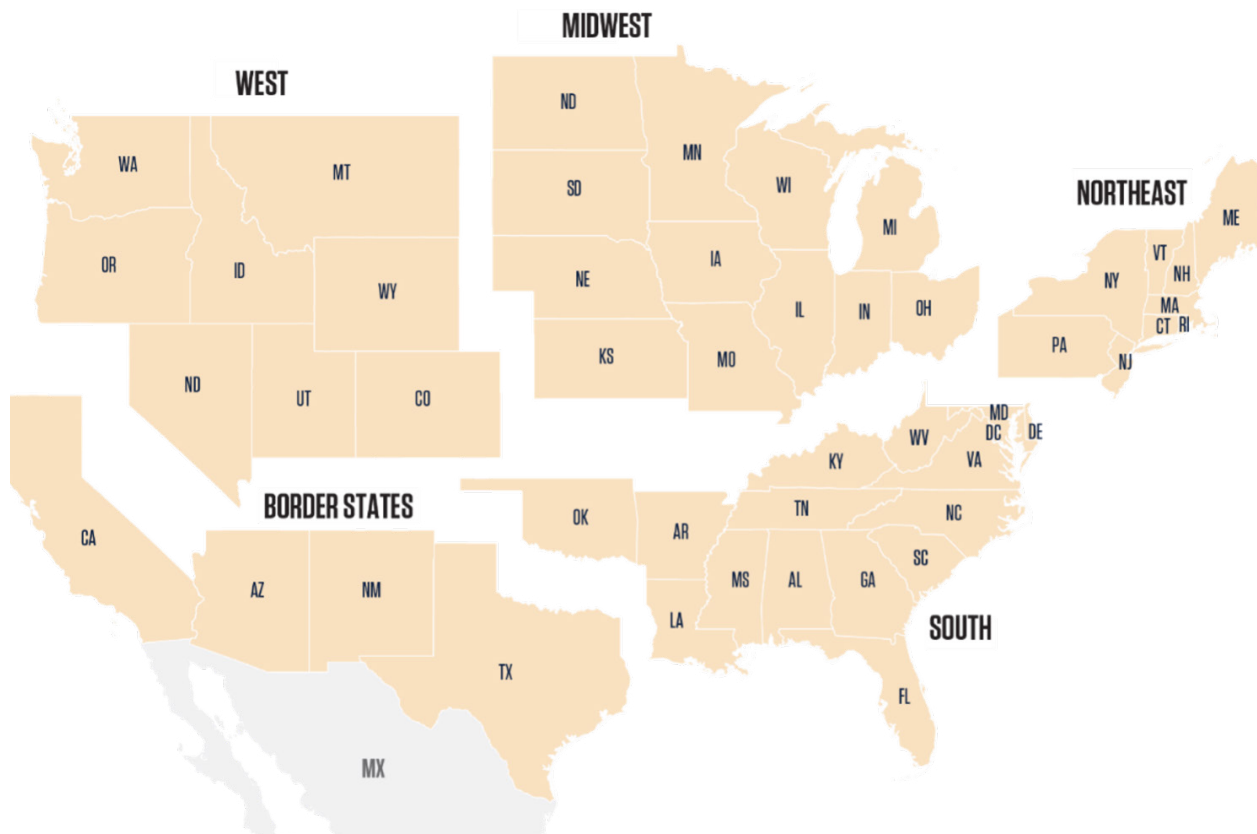 MIDWEST
WEST
ND
WA
MT
MN
WI
SD
NORTHEAST
ME
MI
OR
ID
IA
VT
NY
NH
NE
WY
MA
IL
IN
OH
CT
RI
KS
MO
PA
NJ
ND
UT
CO
MD
DC
DE
WV
KY
VA
BORDER STATES
TN
NC
OK
AR
CA
SC
MS
AL
GA
AZ
NM
LA
SOUTH
TX
FL
MX